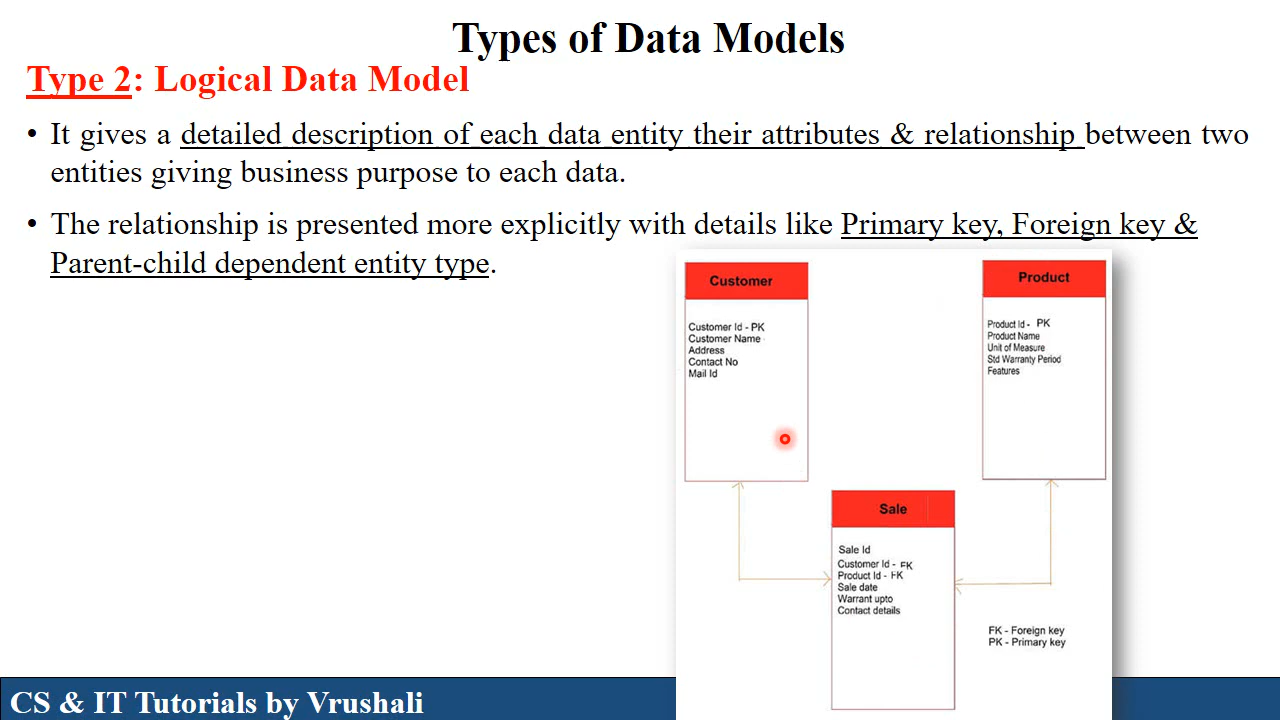 Types of Data Models
Type 2: Logical Data Model
• It gives a detailed description of each data entity their attributes & relationship between two
entities giving business purpose to each data.
• The relationship is presented more explicitly with details like Primary key, Foreign key &
Parent-child dependent entity type.
Customer
Customer Id - PK
Customer Name
Address
Contact No
Mail Id
Product
Product Id - PK
Product Name
Unit of Measure
Std Warranty Period
Features
Sale
Sale Id
Customer Id - FK
Product Id - FK
Sale date
Warrant upto
Contact details
FK - Foreign key
PK - Primary key
CS & IT Tutorials by Vrushali